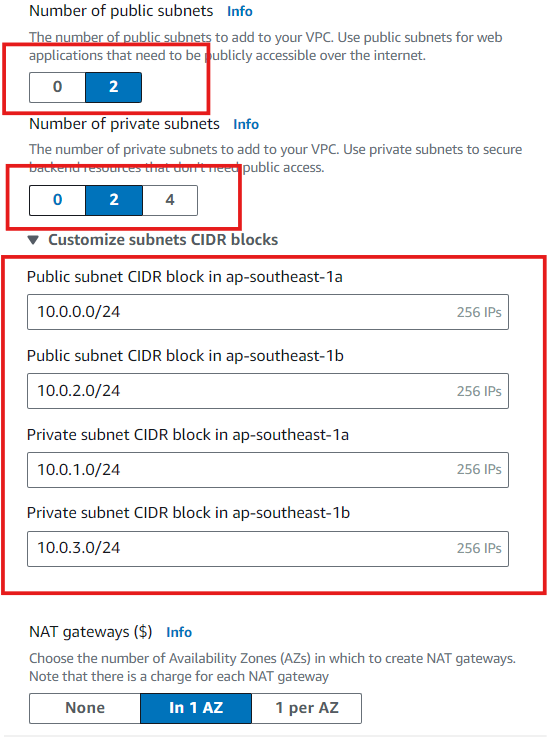 Number of public subnets Info
The number of public subnets to add to your VPC. Use public subnets for web
applications that need to be publicly accessible over the internet.
0 2
Number of private subnets Info
The number of private subnets to add to your VPC. Use private subnets to secure
backend resources that don't need public access.
0 2 4
▼ Customize subnets CIDR blocks
Public subnet CIDR block in ap-southeast-1a
10.0.0.0/24 256 IPs
Public subnet CIDR block in ap-southeast-1b
10.0.2.0/24 256 IPs
Private subnet CIDR block in ap-southeast-1a
10.0.1.0/24 256 IPs
Private subnet CIDR block in ap-southeast-1b
10.0.3.0/24 256 IPs
NAT gateways ($) Info
Choose the number of Availability Zones (AZs) in which to create NAT gateways.
Note that there is a charge for each NAT gateway
None In 1 AZ 1 per AZ